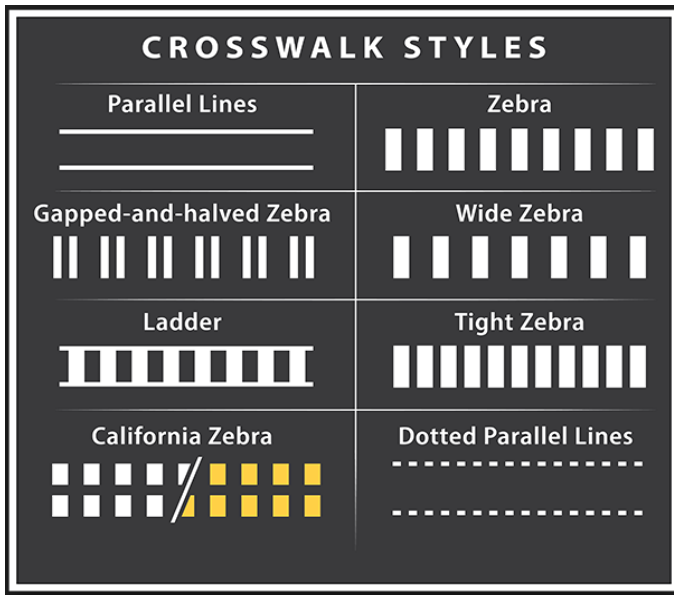 CROSSWALK STYLES
Parallel Lines
Zebra
Gapped-and-halved Zebra
Wide Zebra
Ladder
Tight Zebra
California Zebra
Dotted Parallel Lines